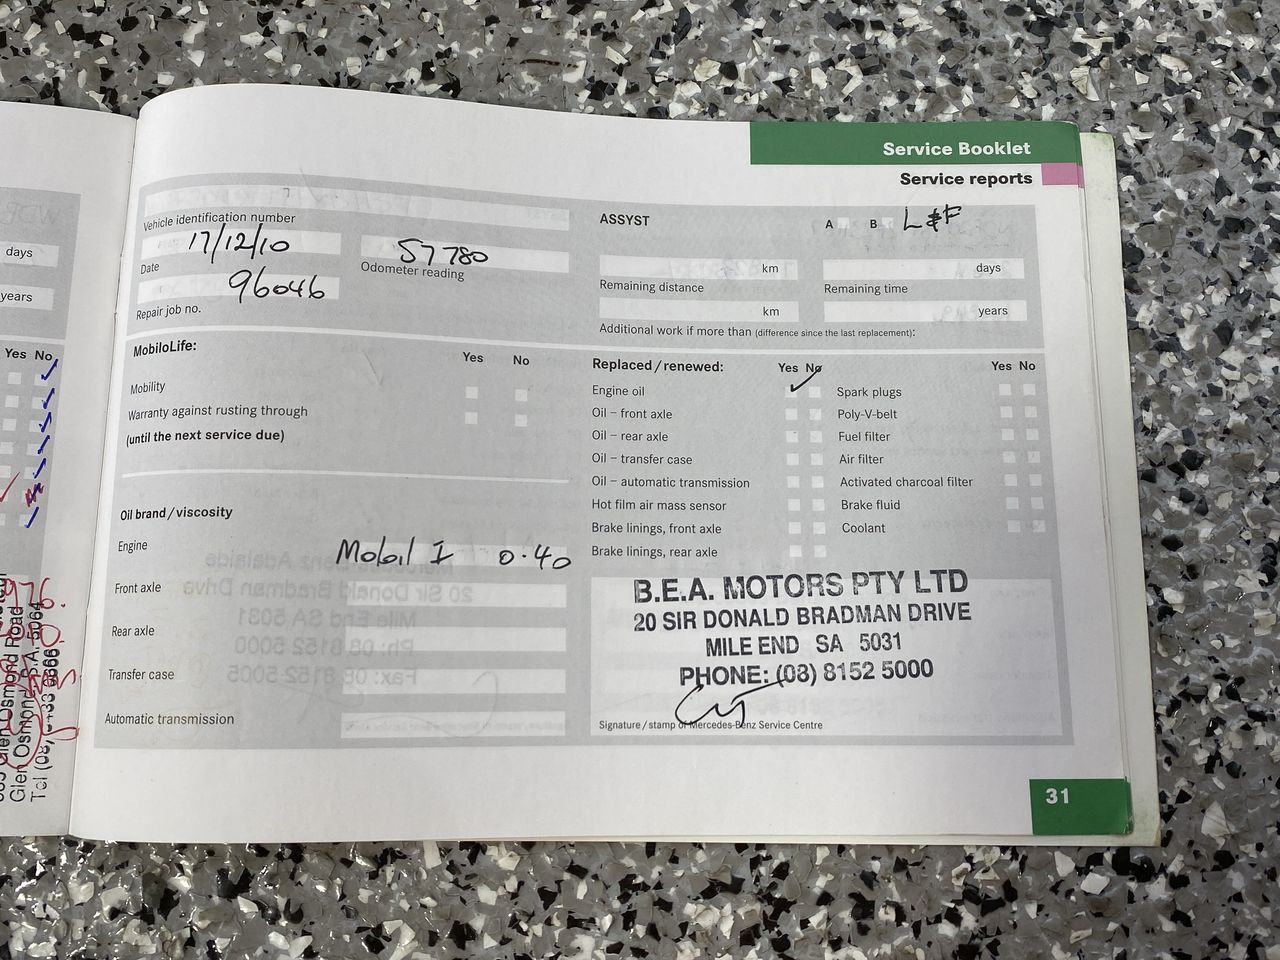 Service Booklet
Service reports
Vehicle identification number
17/12/10
57780
Date
Odometer reading
96046
Repair job no.
ASSYST
A B L&F
km
days
Remaining distance
Remaining time
km
years
Additional work if more than (difference since the last replacement):
MobiloLife:
Yes No
Mobility
Warranty against rusting through
(until the next service due)
Oil brand/viscosity
Engine
Mobil 1 0-40
Front axle
Rear axle
Transfer case
Automatic transmission
Replaced/renewed:
Yes No
Yes No
Engine oil
Spark plugs
Oil – front axle
Poly-V-belt
Oil – rear axle
Fuel filter
Oil – transfer case
Air filter
Oil – automatic transmission
Activated charcoal filter
Hot film air mass sensor
Brake fluid
Brake linings, front axle
Coolant
Brake linings, rear axle
B.E.A. MOTORS PTY LTD
20 SIR DONALD BRADMAN DRIVE
MILE END SA 5031
PHONE: (08) 8152 5000
Signature/stamp of Mercedes-Benz Service Centre
31
days
years
Yes No
Glen Osmond Road
Glen Osmond, S.A. 5064